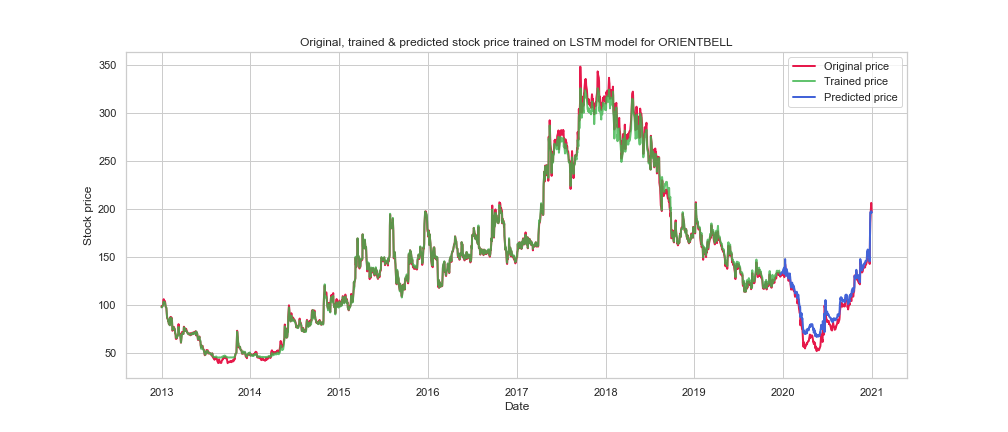 Original, trained & predicted stock price trained on LSTM model for ORIENTBELL
Original price
Trained price
Predicted price
Stock price
350
300
250
200
150
100
50
2013
2014
2015
2016
2017
2018
2019
2020
2021
Date